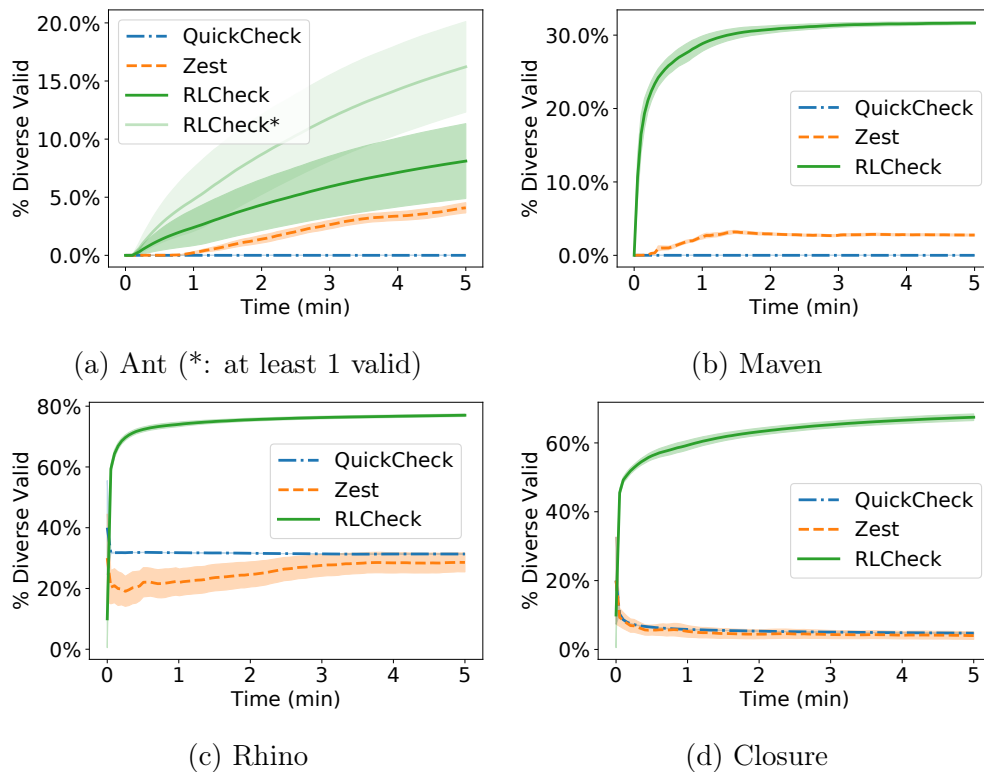 20.0%
15.0%
10.0%
5.0%
0.0%
% Diverse Valid
QuickCheck
Zest
RLCheck
RLCheck*
0 1 2 3 4 5
Time (min)
(a) Ant (*: at least 1 valid)
30.0%
20.0%
10.0%
0.0%
% Diverse Valid
QuickCheck
Zest
RLCheck
0 1 2 3 4 5
Time (min)
(b) Maven
80%
60%
40%
20%
0%
% Diverse Valid
QuickCheck
Zest
RLCheck
0 1 2 3 4 5
Time (min)
(c) Rhino
60%
40%
20%
0%
% Diverse Valid
QuickCheck
Zest
RLCheck
0 1 2 3 4 5
Time (min)
(d) Closure